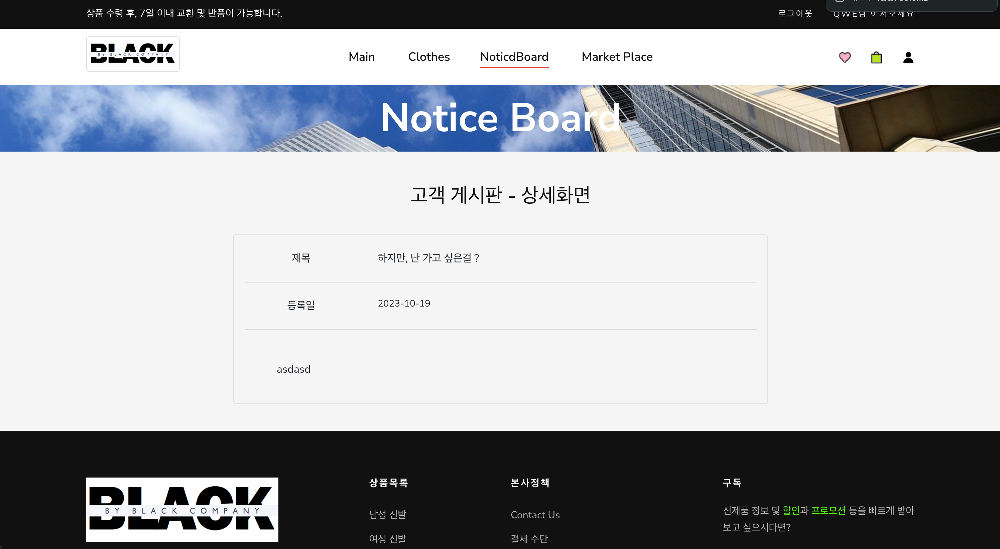 상품 수령 후, 7일 이내 교환 및 반품이 가능합니다.
로그아웃 QWE님 어서오세요
BLACK
BY BLACK COMPANY
Main Clothes NoticdBoard Market Place
Notice Board
고객 게시판 - 상세화면
제목 하지만, 난 가고 싶은걸 ?
등록일 2023-10-19
asdasd
BLACK
BY BLACK COMPANY
상품목록
남성 신발
여성 신발
본사정책
Contact Us
결제 수단
구독
신제품 정보 및 할인과 프로모션 등을 빠르게 받아
보고 싶으시다면?